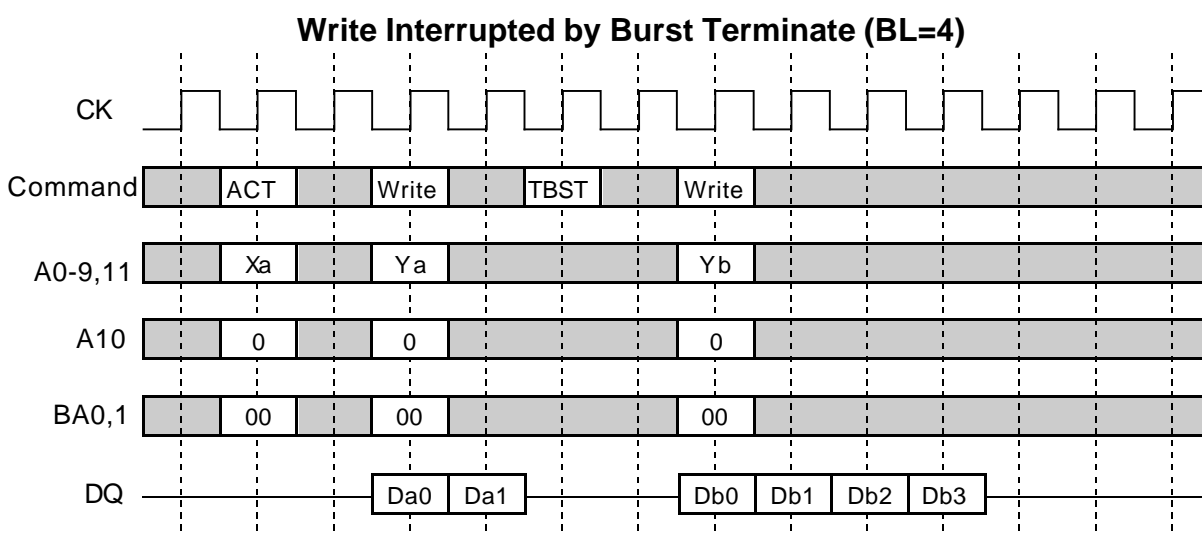 Write Interrupted by Burst Terminate (BL=4)
CK
Command ACT Write TBST Write
A0-9,11 Xa Ya Yb
A10 0 0 0
BA0,1 00 00 00
DQ Da0 Da1 Db0 Db1 Db2 Db3